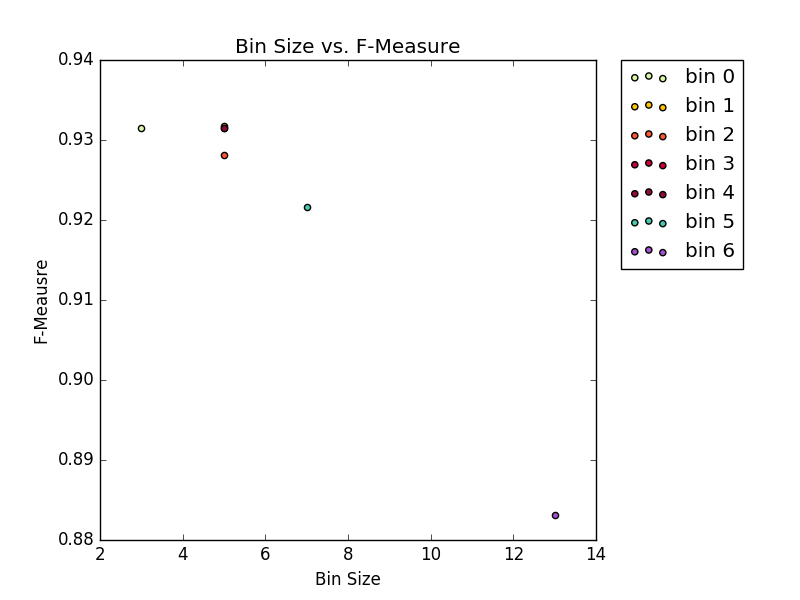 Bin Size vs. F-Measure
0.94
0.93
0.92
0.91
0.90
0.89
0.88
F-Meausre
2 4 6 8 10 12 14
Bin Size
bin 0
bin 1
bin 2
bin 3
bin 4
bin 5
bin 6